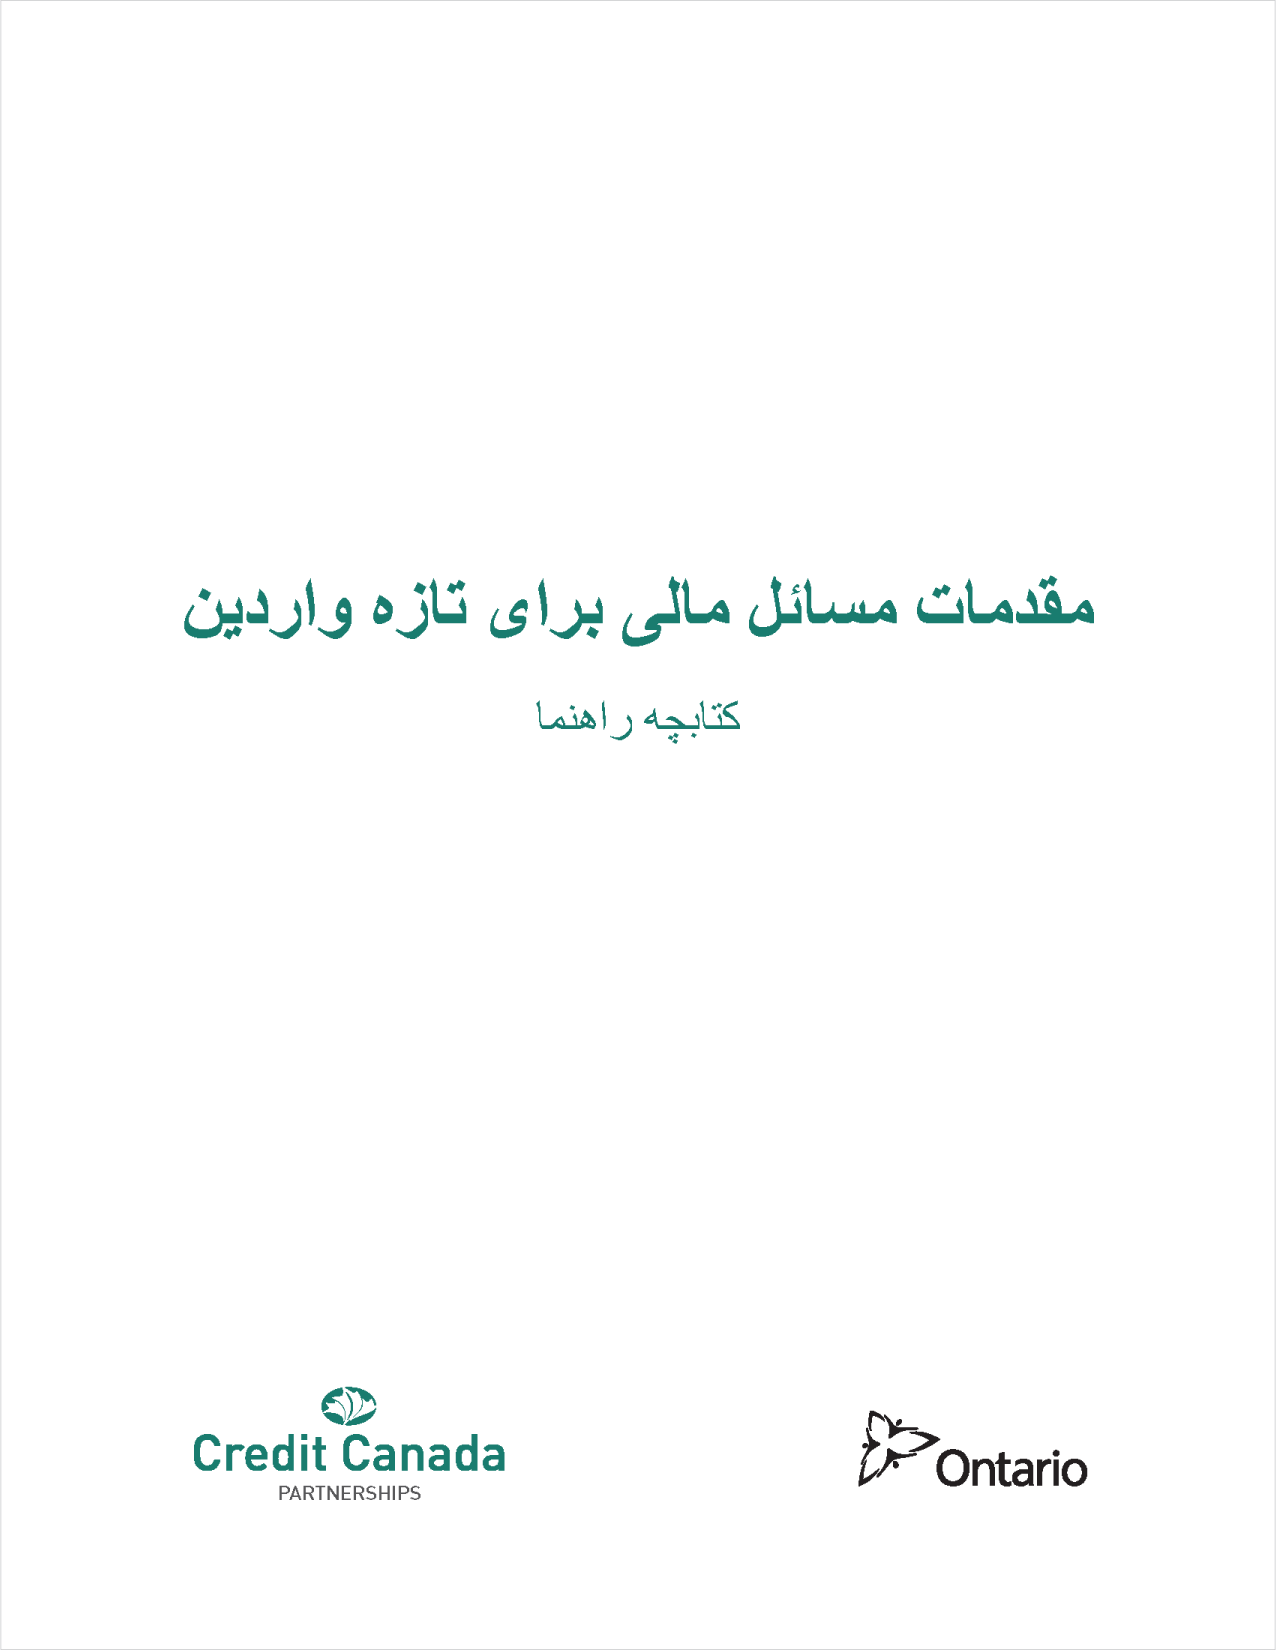 مقدمات مسائل مالی برای تازه واردین
کتابچه راهنما
Credit Canada
PARTNERSHIPS
Ontario